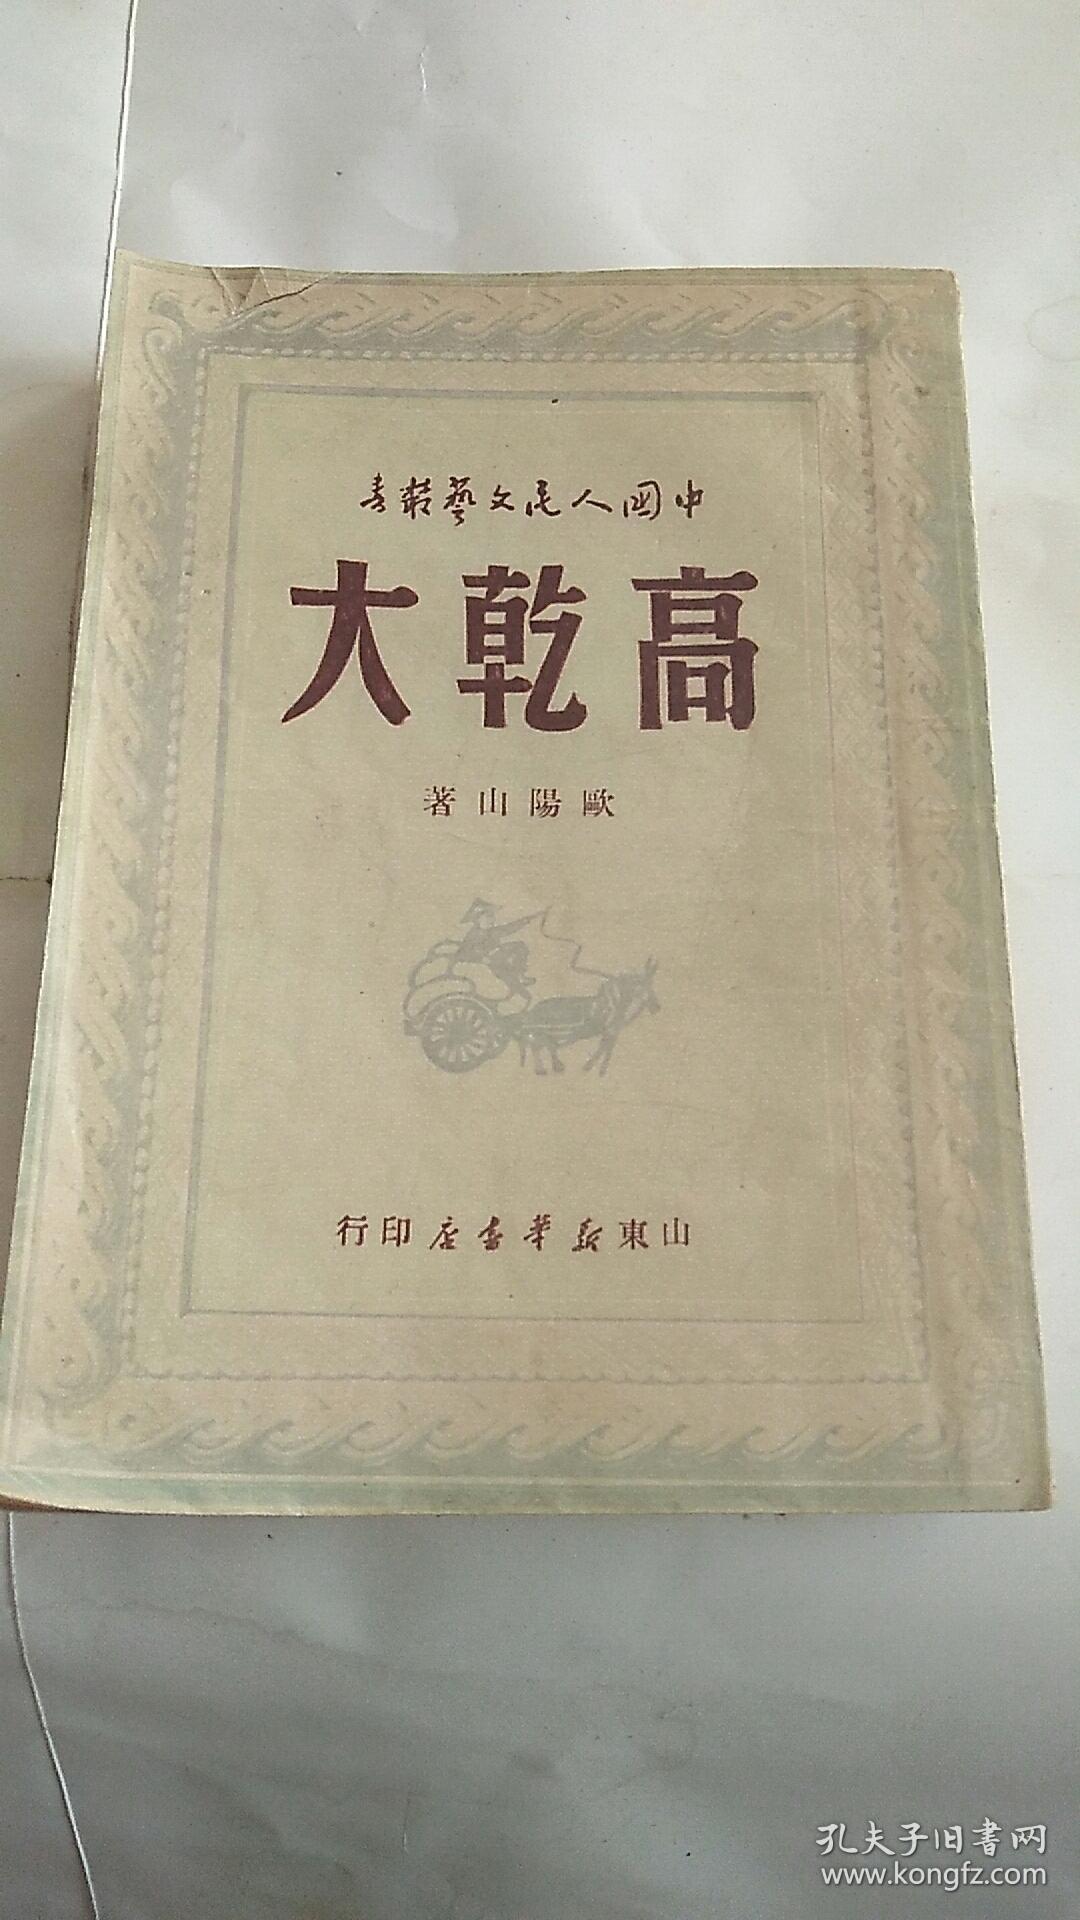 中國人民文藝叢書
高乾大
歐陽山著
山東新華書店印行
孔夫子旧書网
www.kongfz.com